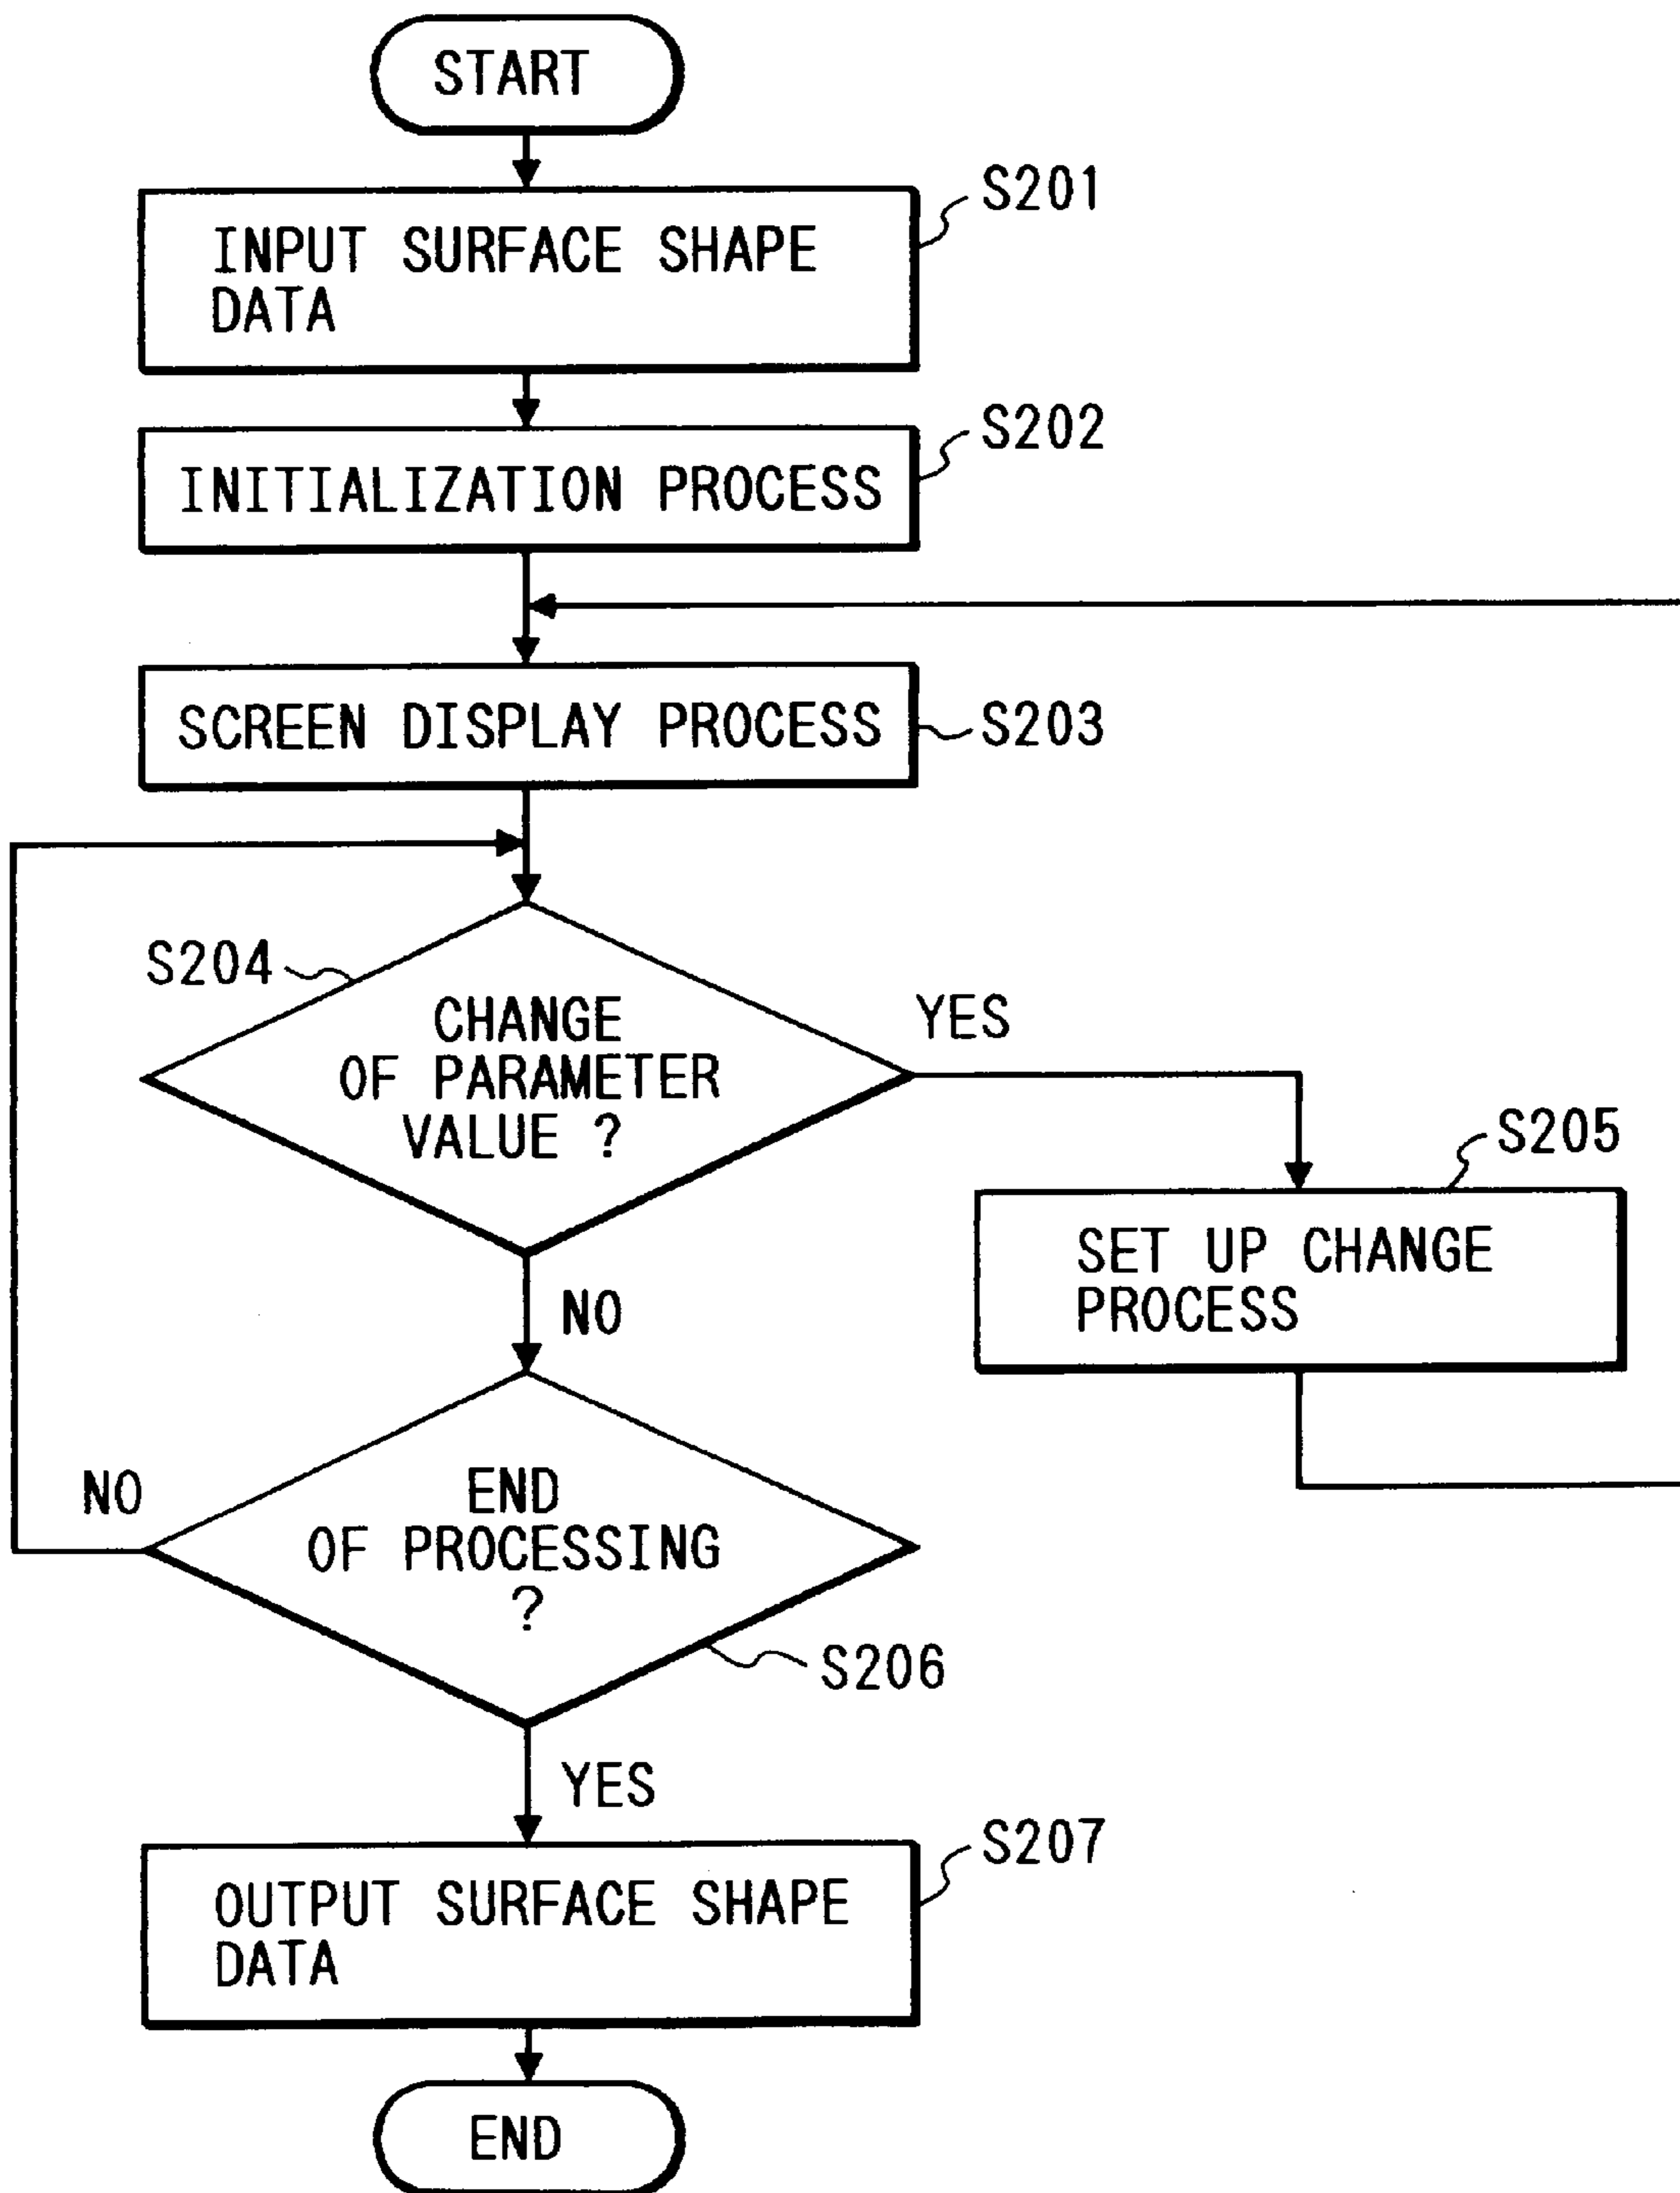 START
S201
INPUT SURFACE SHAPE
DATA
S202
INITIALIZATION PROCESS
SCREEN DISPLAY PROCESS
S203
S204
CHANGE
OF PARAMETER
VALUE ?
YES
S205
SET UP CHANGE
PROCESS
NO
NO
END
OF PROCESSING
?
S206
YES
S207
OUTPUT SURFACE SHAPE
DATA
END